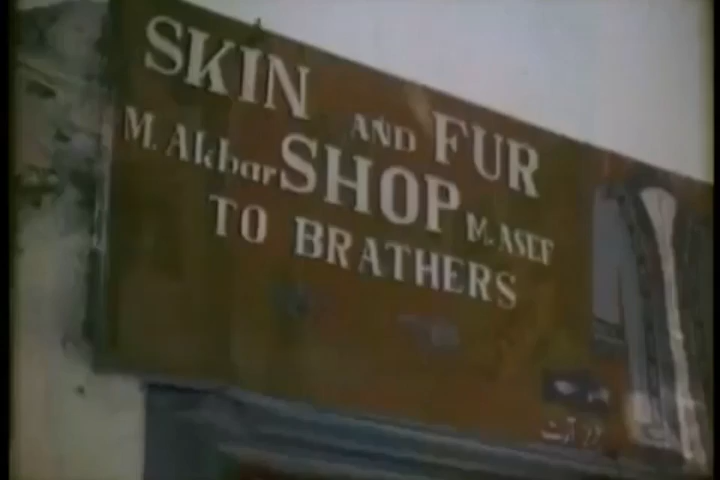 SKIN AND FUR
M. Akbar SHOP M. ASEF
TO BRATHERS